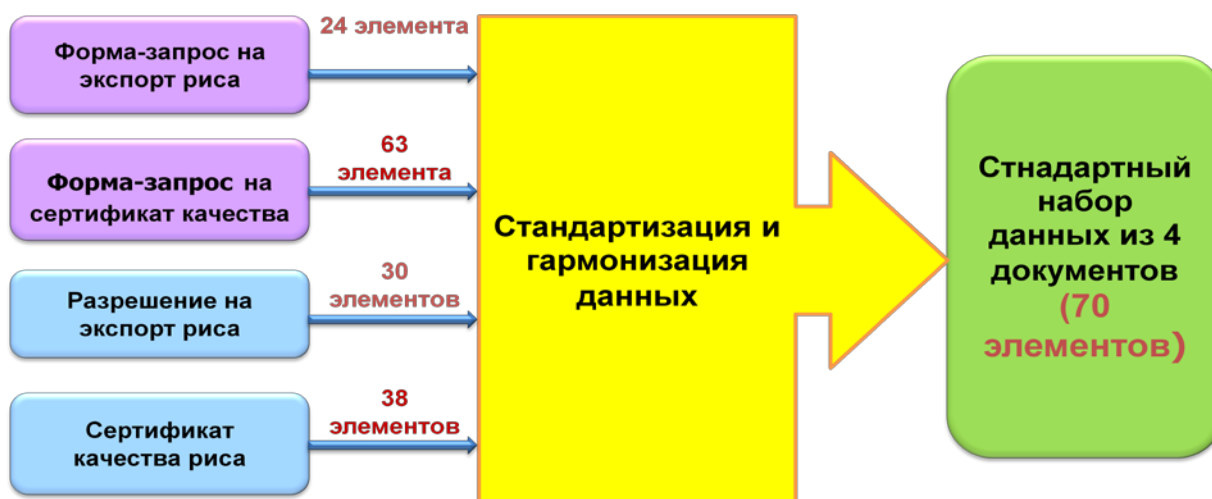 24 элемента
Форма-запрос на
экспорт риса
63
элемента
Форма-запрос на
сертификат качества
30
элементов
Разрешение на
экспорт риса
38
элементов
Сертификат
качества риса
Стандартизация и
гармонизация
данных
Стнадартный
набор
данных из 4
документов
(70
элементов)